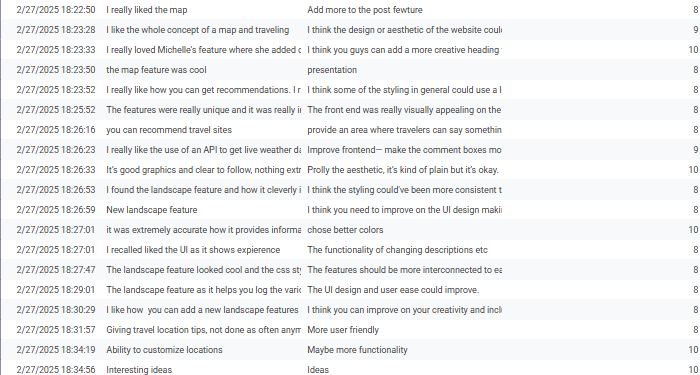 2/27/2025 18:22:50 I really liked the map Add more to the post fewture 8
2/27/2025 18:23:28 I like the whole concept of a map and traveling I think the design or aesthetic of the website coul 9
2/27/2025 18:23:33 I really loved Michelle's feature where she added c I think you guys can add a more creative heading 10
2/27/2025 18:23:50 the map feature was cool presentation 8
2/27/2025 18:23:52 I really like how you can get recommendations. I r I think some of the styling in general could use a l 8
2/27/2025 18:25:52 The features were really unique and it was really i The front end was really visually appealing on the 8
2/27/2025 18:26:16 you can recommend travel sites provide an area where travelers can say somethin 8
2/27/2025 18:26:23 I really like the use of an API to get live weather da Improve frontend— make the comment boxes mo 9
2/27/2025 18:26:33 It's good graphics and clear to follow, nothing extr Prolly the aesthetic, it's kind of plain but it's okay. 10
2/27/2025 18:26:53 I found the landscape feature and how it cleverly i I think the styling could've been more consistent t 8
2/27/2025 18:26:59 New landscape feature I think you need to improve on the UI design maki 8
2/27/2025 18:27:01 it was extremely accurate how it provides informa chose better colors 10
2/27/2025 18:27:01 I recalled liked the UI as it shows expierence The functionality of changing descriptions etc 8
2/27/2025 18:27:47 The landscape feature looked cool and the css sty The features should be more interconnected to ea 8
2/27/2025 18:29:01 The landscape feature as it helps you log the vari The UI design and user ease could improve. 8
2/27/2025 18:30:29 I like how you can add a new landscape features I think you can improve on your creativity and incl 8
2/27/2025 18:31:57 Giving travel location tips, not done as often anym More user friendly 8
2/27/2025 18:34:19 Ability to customize locations Maybe more functionality 10
2/27/2025 18:34:56 Interesting ideas Ideas 10